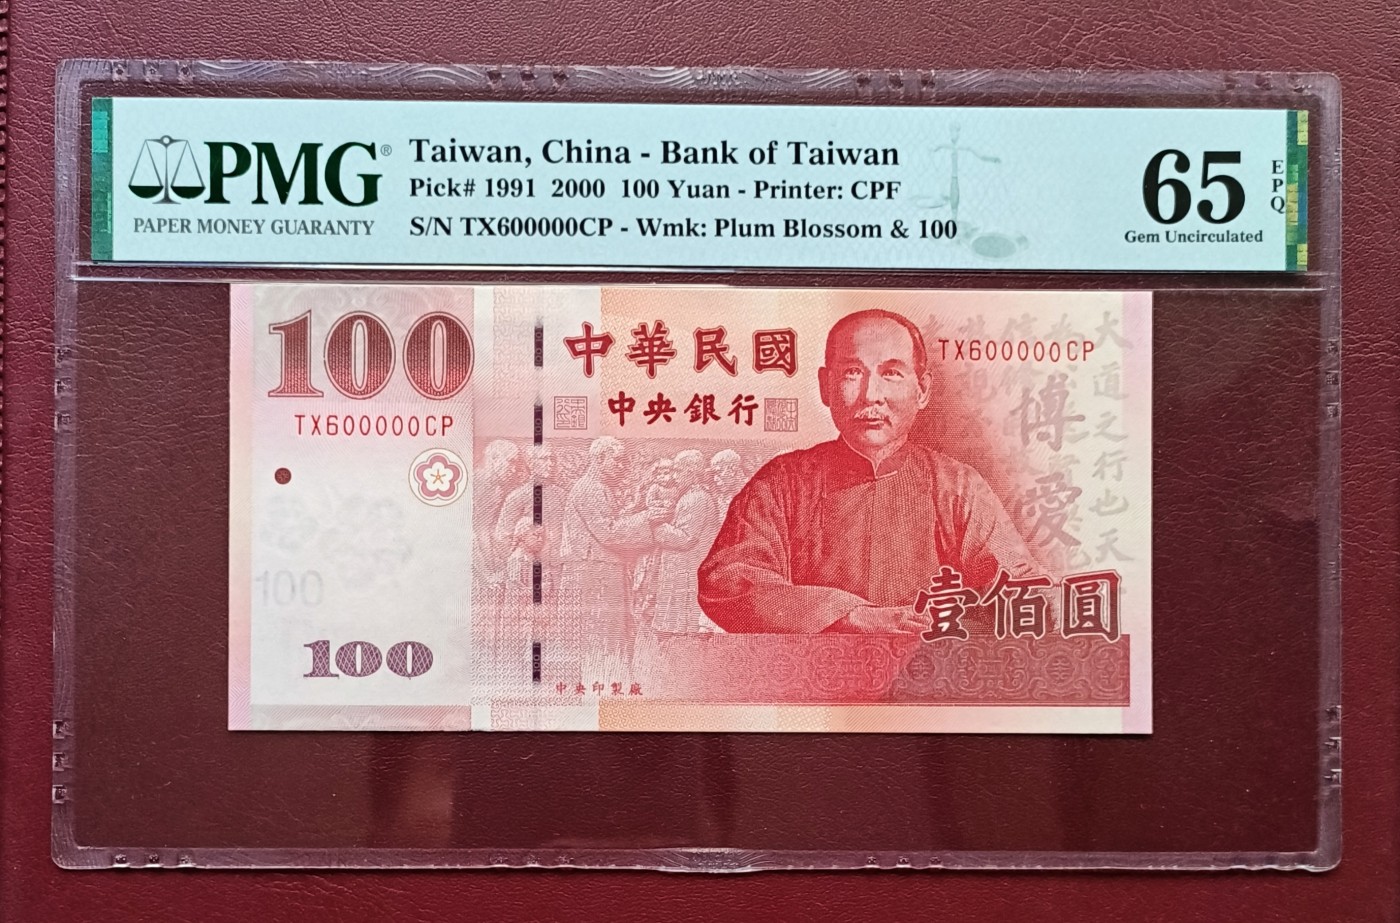 PMG®
PAPER MONEY GUARANTY
Taiwan, China - Bank of Taiwan
Pick# 1991 2000 100 Yuan - Printer: CPF
S/N TX600000CP - Wmk: Plum Blossom & 100
65
EPQ
Gem Uncirculated
100
TX600000CP
中華民國
中央銀行
TX600000CP
博愛
大道之行也天
100
100
壹佰圓
中央印製廠